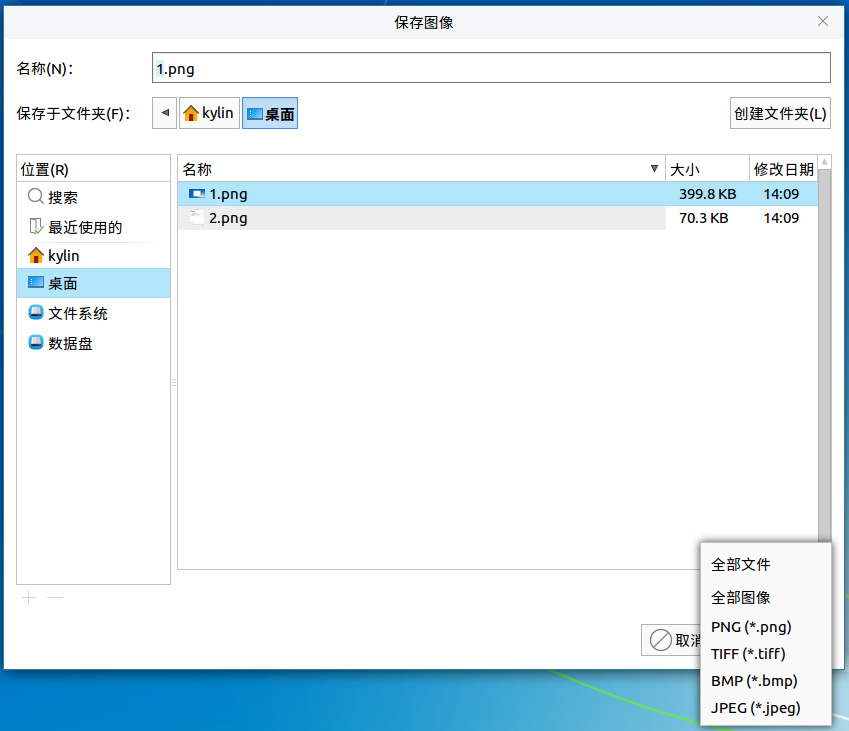 保存图像
名称(N)：
1.png
保存于文件夹(F)：
kylin
桌面
创建文件夹(L)
位置(R)
搜索
最近使用的
kylin
桌面
文件系统
数据盘
名称 大小 修改日期
1.png 399.8 KB 14:09
2.png 70.3 KB 14:09
取消
全部文件
全部图像
PNG (*.png)
TIFF (*.tiff)
BMP (*.bmp)
JPEG (*.jpeg)